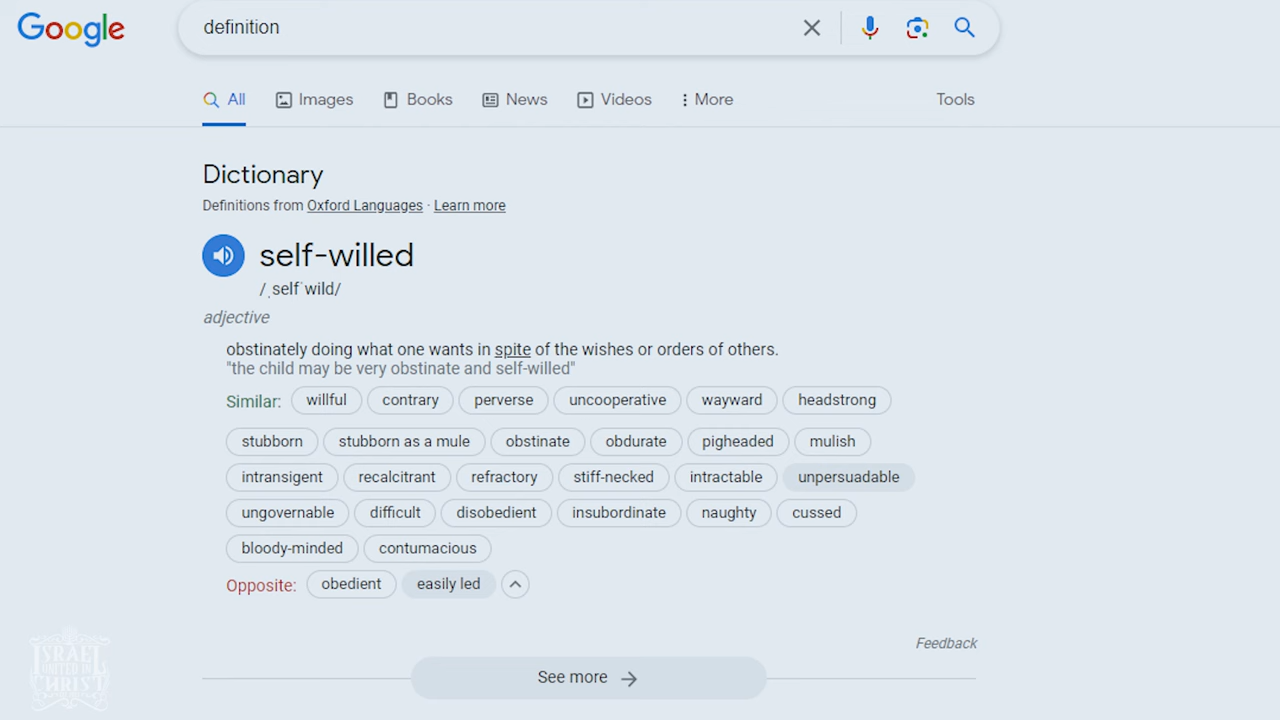 Google
definition
All Images Books News Videos More Tools
Dictionary
Definitions from Oxford Languages · Learn more
self-willed
/ˌselfˈwild/
adjective
obstinately doing what one wants in spite of the wishes or orders of others.
"the child may be very obstinate and self-willed"
Similar: willful contrary perverse uncooperative wayward headstrong
stubborn stubborn as a mule obstinate obdurate pigheaded mulish
intransigent recalcitrant refractory stiff-necked intractable unpersuadable
ungovernable difficult disobedient insubordinate naughty cussed
bloody-minded contumacious
Opposite: obedient easily led
Feedback
See more
ISRAEL
UNITED IN
CHRIST